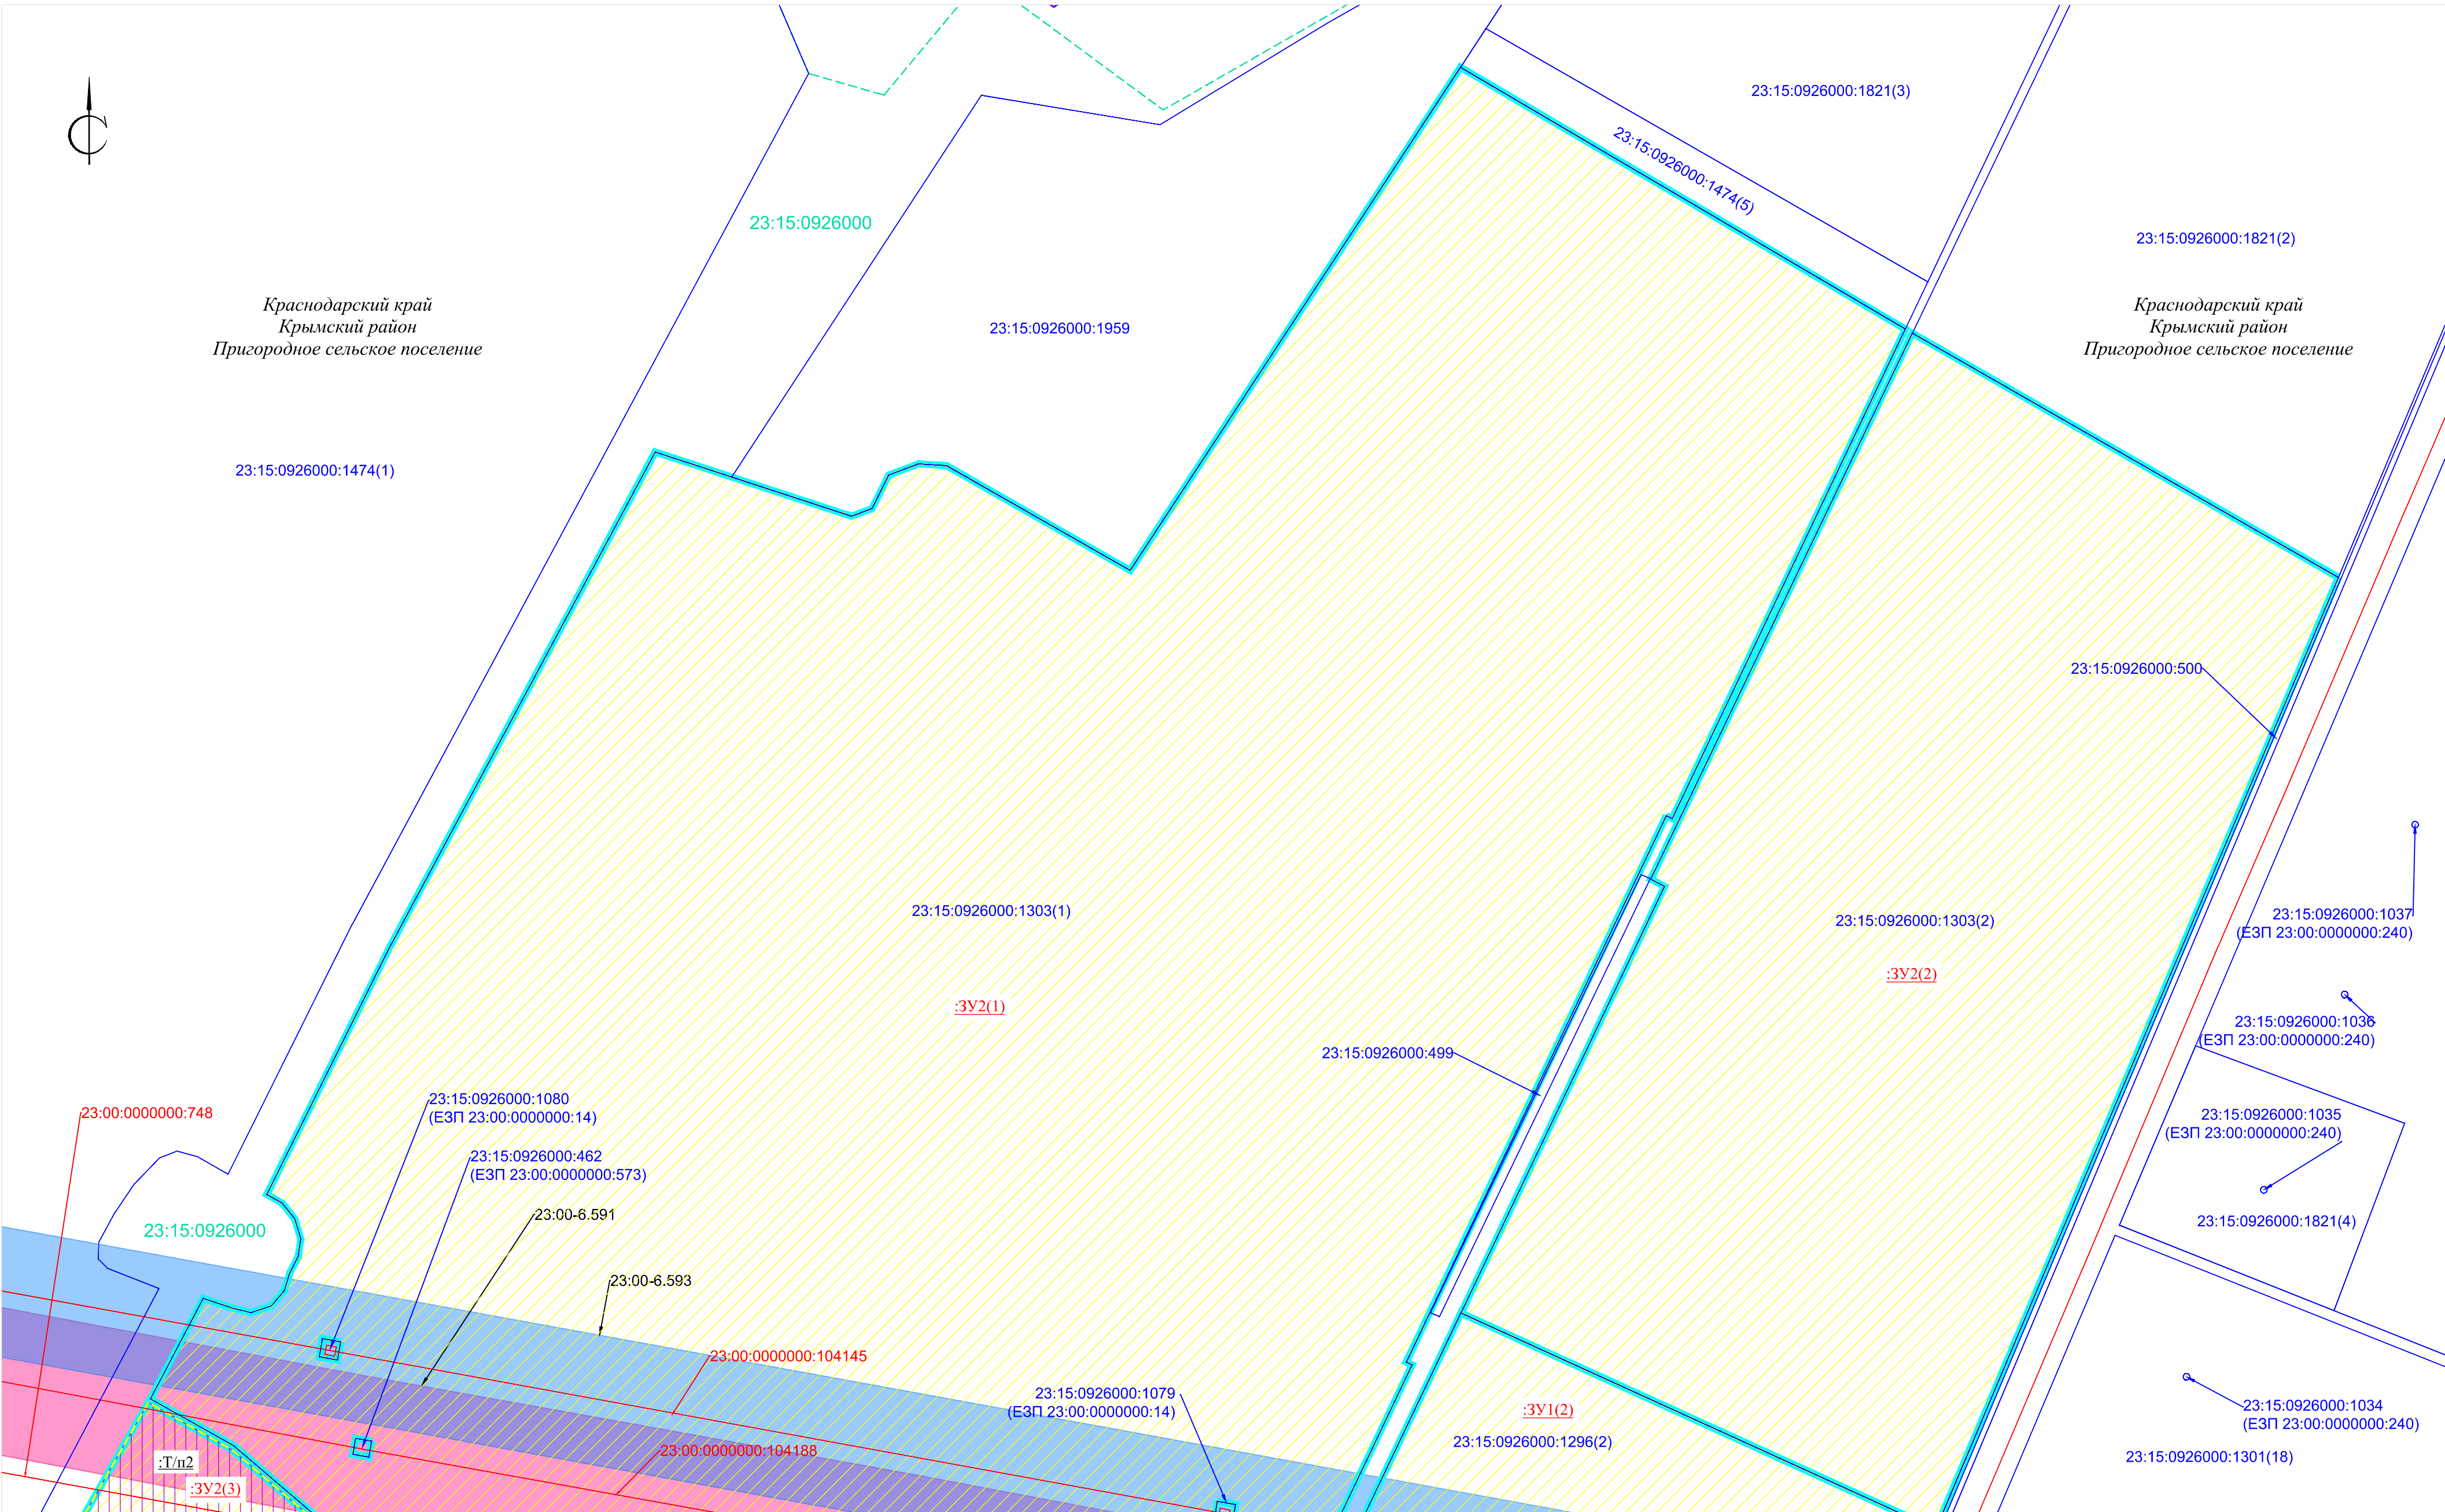 23:15:0926000:1821(3)
23:15:0926000:1474(5)
23:15:0926000
23:15:0926000:1821(2)
Краснодарский край
Крымский район
Пригородное сельское поселение
Краснодарский край
Крымский район
Пригородное сельское поселение
23:15:0926000:1959
23:15:0926000:1474(1)
23:15:0926000:500
23:15:0926000:1303(1)
23:15:0926000:1303(2)
23:15:0926000:1037
(ЕЗП 23:00:0000000:240)
:ЗУ2(2)
:ЗУ2(1)
23:15:0926000:1036
(ЕЗП 23:00:0000000:240)
23:15:0926000:499
23:15:0926000:1080
(ЕЗП 23:00:0000000:14)
23:00:0000000:748
23:15:0926000:1035
(ЕЗП 23:00:0000000:240)
23:15:0926000:462
(ЕЗП 23:00:0000000:573)
23:00-6.591
23:15:0926000:1821(4)
23:15:0926000
23:00-6.593
23:00:0000000:104145
23:15:0926000:1079
(ЕЗП 23:00:0000000:14)
:ЗУ1(2)
23:15:0926000:1296(2)
23:15:0926000:1034
(ЕЗП 23:00:0000000:240)
23:00:0000000:104188
23:15:0926000:1301(18)
:Т/п2
:ЗУ2(3)